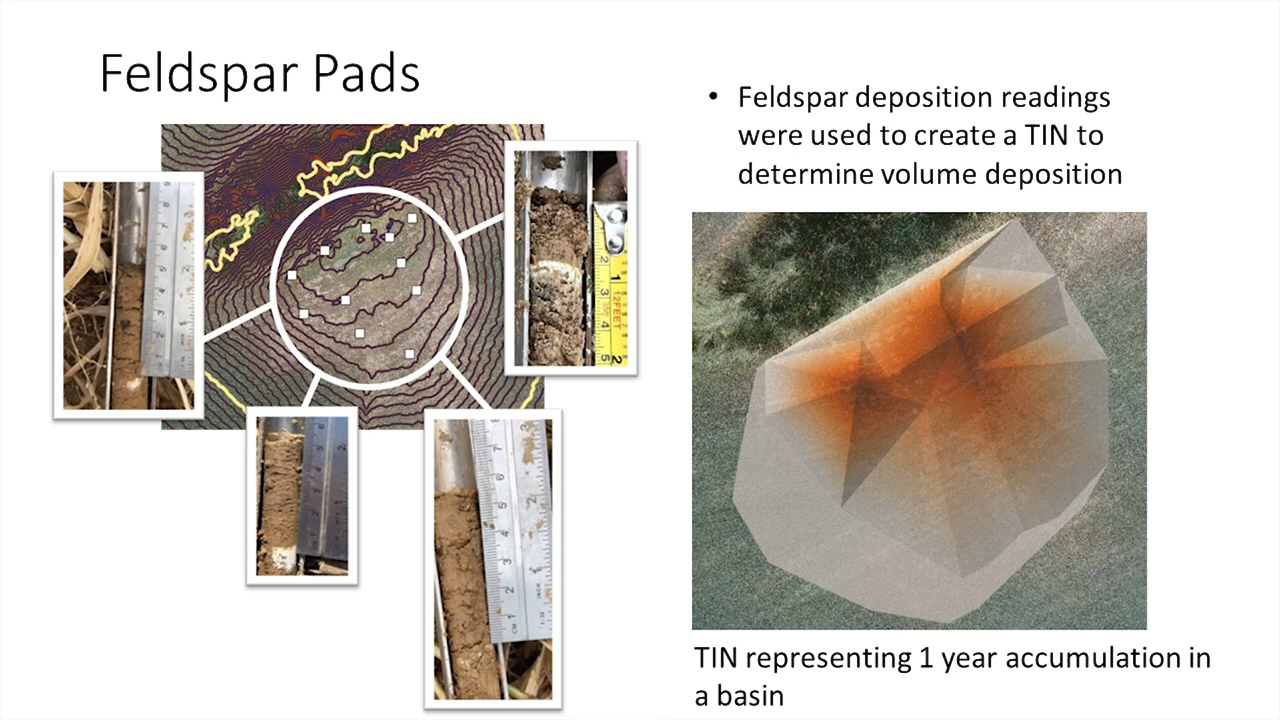 Feldspar Pads
• Feldspar deposition readings
were used to create a TIN to
determine volume deposition
TIN representing 1 year accumulation in
a basin